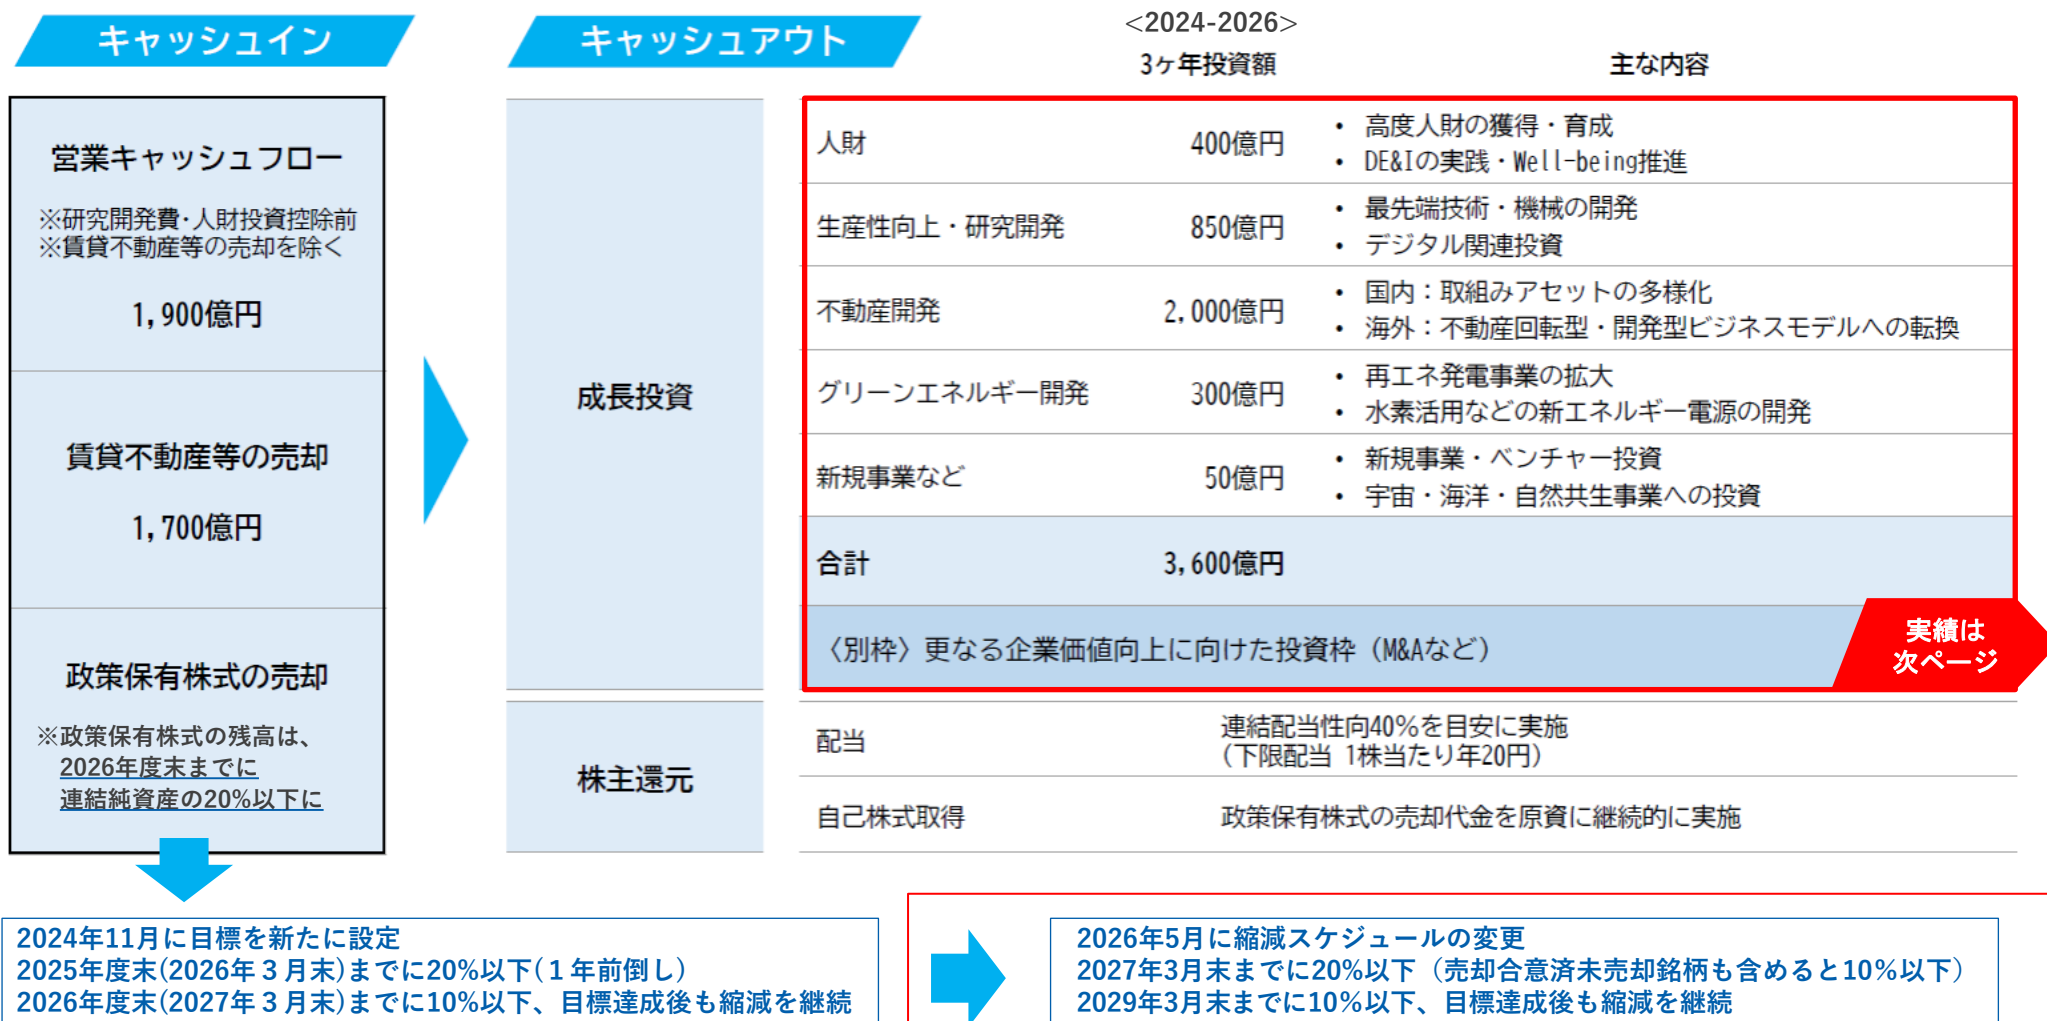 キャッシュイン
営業キャッシュフロー
※研究開発費・人財投資控除前
※賃貸不動産等の売却を除く
1,900億円
賃貸不動産等の売却
1,700億円
政策保有株式の売却
※政策保有株式の残高は、
2026年度末までに
連結純資産の20%以下に
キャッシュアウト
<2024-2026>
3ヶ年投資額 主な内容
成長投資
人財 400億円
• 高度人財の獲得・育成
• DE&Iの実践・Well-being推進
生産性向上・研究開発 850億円
• 最先端技術・機械の開発
• デジタル関連投資
不動産開発 2,000億円
• 国内：取組みアセットの多様化
• 海外：不動産回転型・開発型ビジネスモデルへの転換
グリーンエネルギー開発 300億円
• 再エネ発電事業の拡大
• 水素活用などの新エネルギー電源の開発
新規事業など 50億円
• 新規事業・ベンチャー投資
• 宇宙・海洋・自然共生事業への投資
合計 3,600億円
〈別枠〉更なる企業価値向上に向けた投資枠（M&Aなど）
実績は
次ページ
株主還元
配当
連結配当性向40%を目安に実施
（下限配当 1株当たり年20円）
自己株式取得 政策保有株式の売却代金を原資に継続的に実施
2024年11月に目標を新たに設定
2025年度末(2026年３月末)までに20%以下(１年前倒し)
2026年度末(2027年３月末)までに10%以下、目標達成後も縮減を継続
2026年5月に縮減スケジュールの変更
2027年3月末までに20%以下（売却合意済未売却銘柄も含めると10%以下）
2029年3月末までに10%以下、目標達成後も縮減を継続